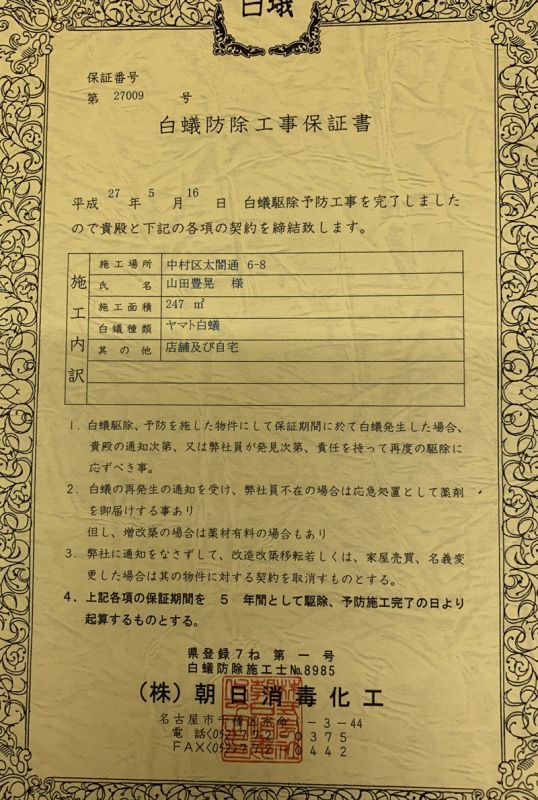 白蟻
保証番号
第 27009 号
白蟻防除工事保証書
平成 27 年 5 月 16 日 白蟻駆除予防工事を完了しました
ので貴殿と下記の各項の契約を締結致します。
施工内訳
施工場所 中村区太閤通 6-8
氏名 山田豊晃 様
施工面積 247 ㎡
白蟻種類 ヤマト白蟻
其の他 店舗及び自宅
1. 白蟻駆除、予防を施した物件にして保証期間に於て白蟻発生した場合、
貴殿の通知次第、又は弊社員が発見次第、責任を持って再度の駆除に
応ずべき事。
2. 白蟻の再発生の通知を受け、弊社員不在の場合は応急処置として薬剤
を御届けする事あり
但し、増改築の場合は薬材有料の場合もあり
3. 弊社に通知をなさずして、改造改築移転若しくは、家屋売買、名義変
更した場合は其の物件に対する契約を取消すものとする。
4. 上記各項の保証期間を 5 年間として駆除、予防施工完了の日より
起算するものとする。
県登録7ね 第一号
白蟻防除施工士No.8985
(株) 朝日消毒化工
名古屋市千種区 1-3-44
電話(052)772 0375
FAX(052)772 0442